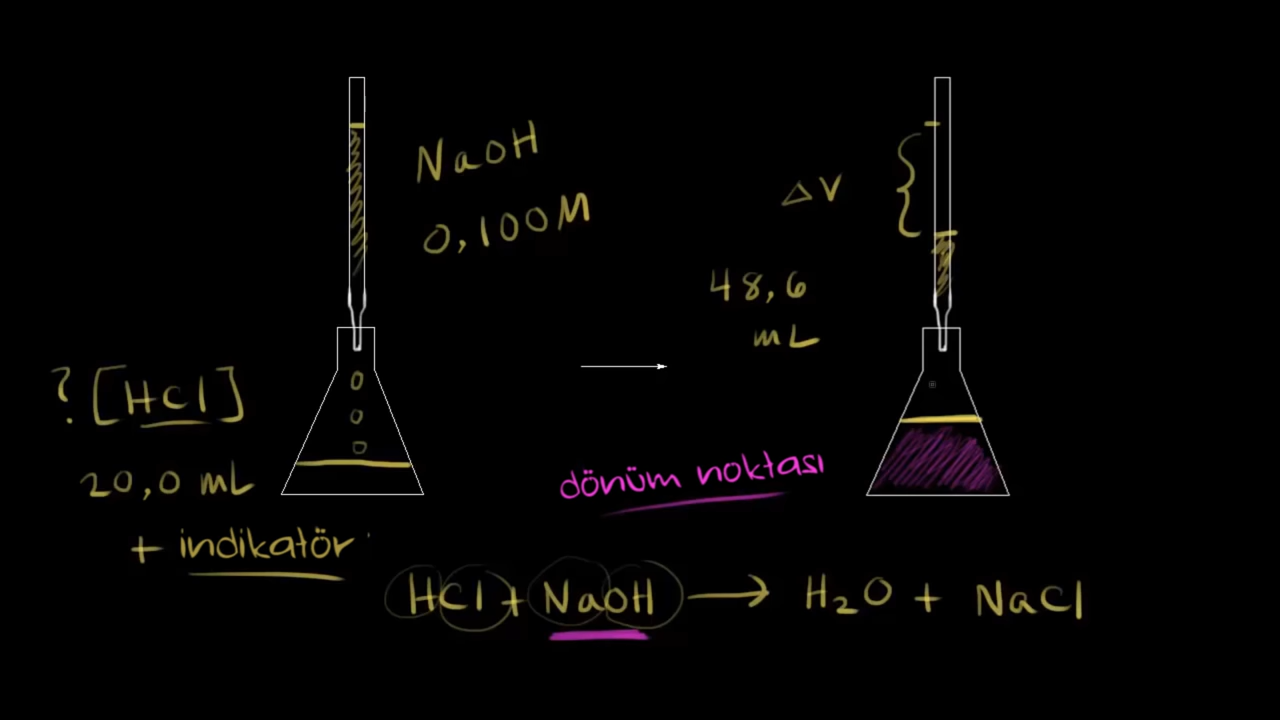 NaOH
0,100M
ΔV
48,6
mL
? [HCl]
20,0 mL
+ indikatör
dönüm noktası
HCl + NaOH → H₂O + NaCl